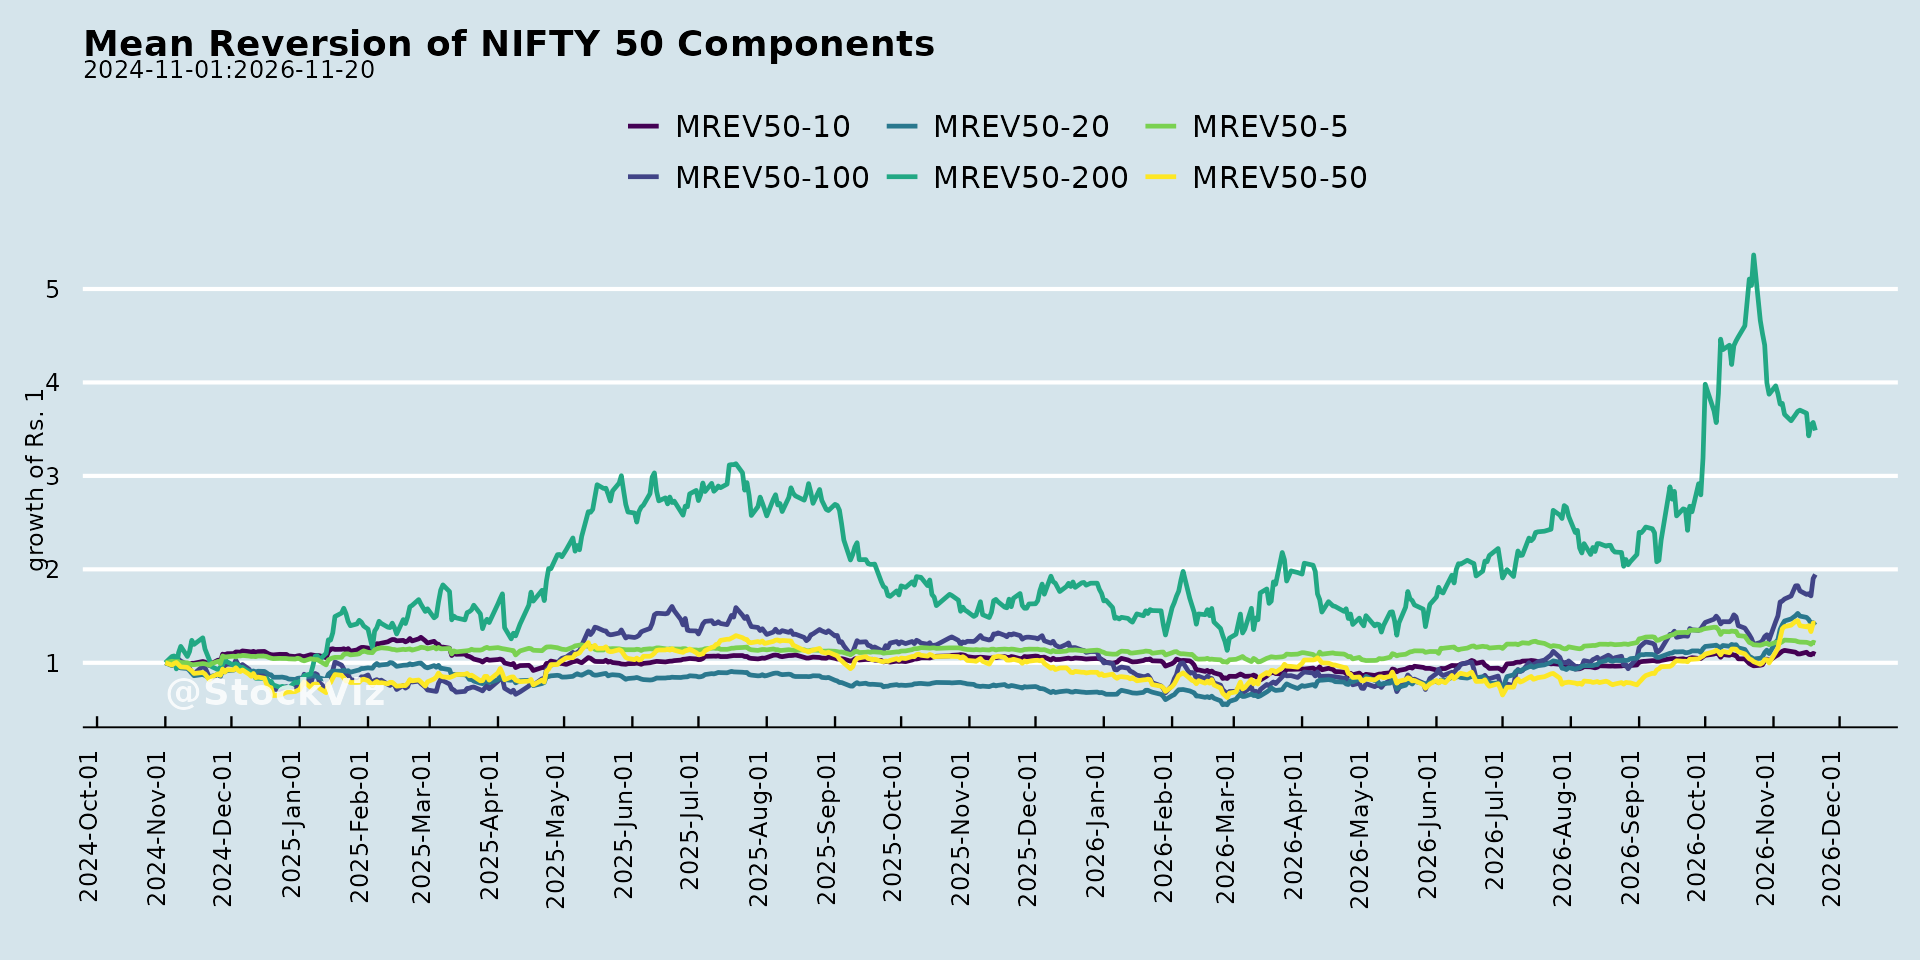 Mean Reversion of NIFTY 50 Components
2024-11-01:2026-11-20
MREV50-10 MREV50-20 MREV50-5
MREV50-100 MREV50-200 MREV50-50
growth of Rs. 1
5
4
3
2
1
@StockViz
2024-Oct-01
2024-Nov-01
2024-Dec-01
2025-Jan-01
2025-Feb-01
2025-Mar-01
2025-Apr-01
2025-May-01
2025-Jun-01
2025-Jul-01
2025-Aug-01
2025-Sep-01
2025-Oct-01
2025-Nov-01
2025-Dec-01
2026-Jan-01
2026-Feb-01
2026-Mar-01
2026-Apr-01
2026-May-01
2026-Jun-01
2026-Jul-01
2026-Aug-01
2026-Sep-01
2026-Oct-01
2026-Nov-01
2026-Dec-01